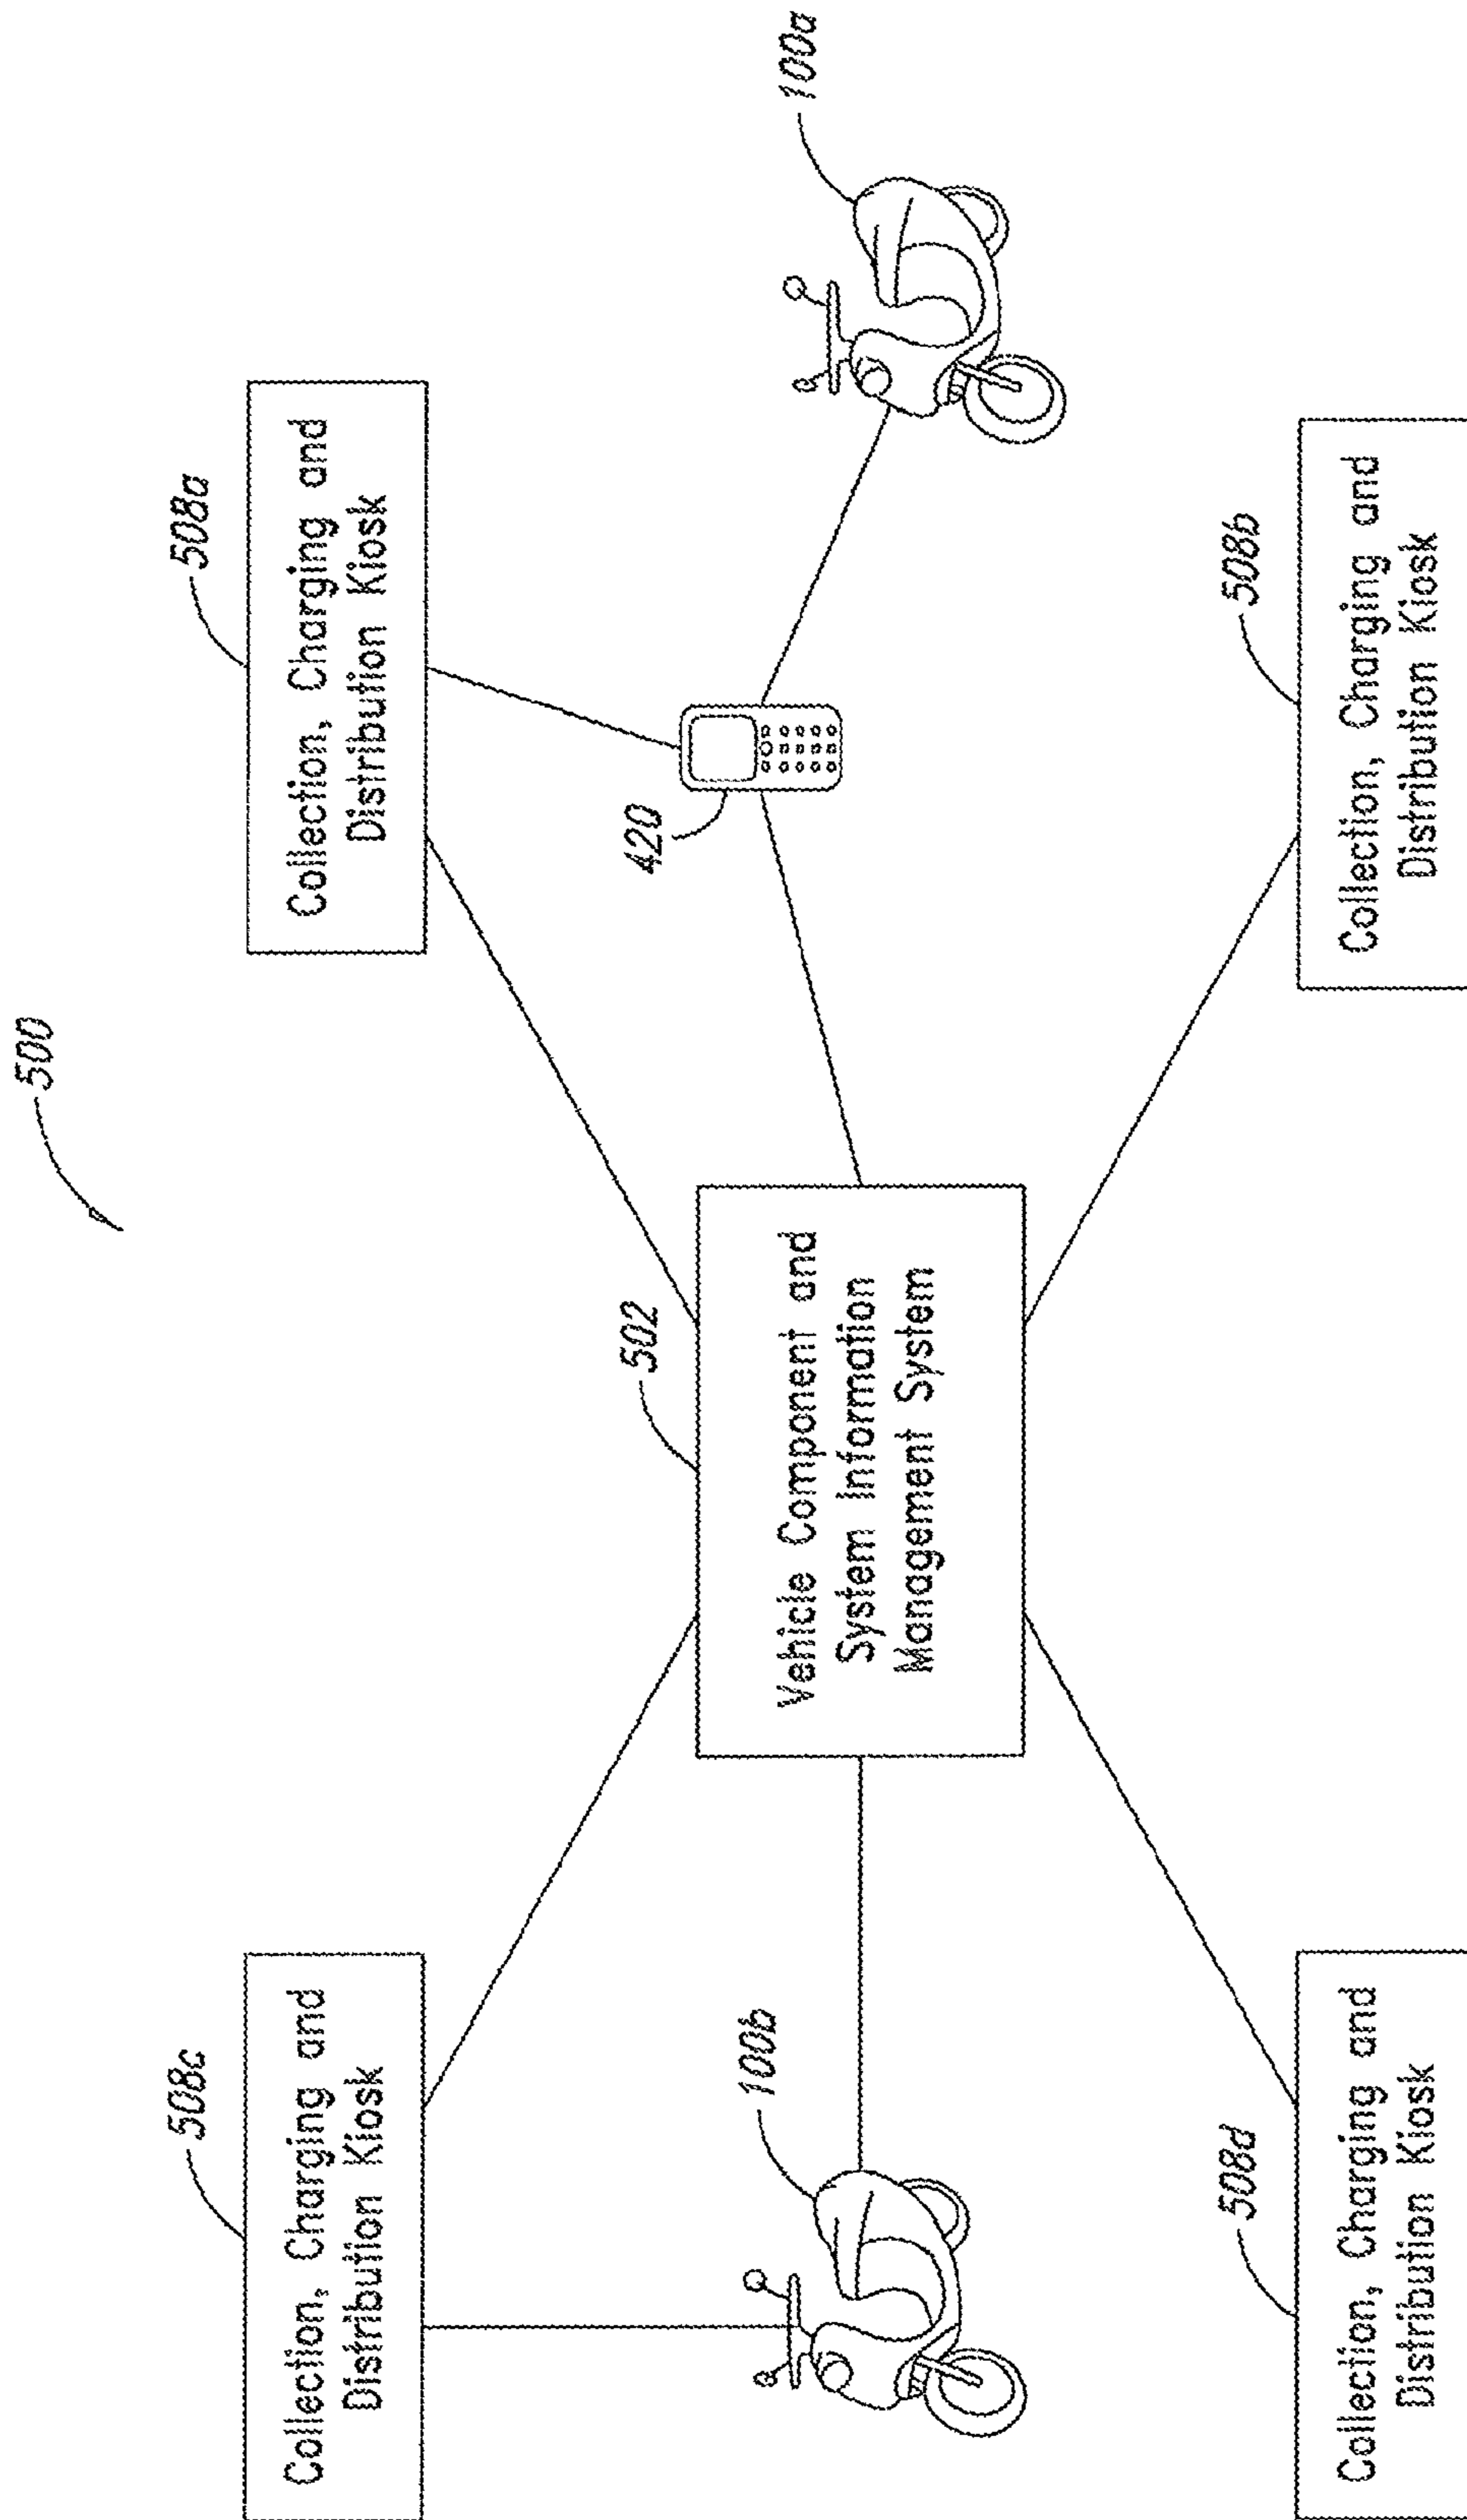 500
508c
Collection, Charging and
Distribution Kiosk
508a
Collection, Charging and
Distribution Kiosk
502
Vehicle Component and
System Information
Management System
420
100b
100a
508d
Collection, Charging and
Distribution Kiosk
508b
Collection, Charging and
Distribution Kiosk